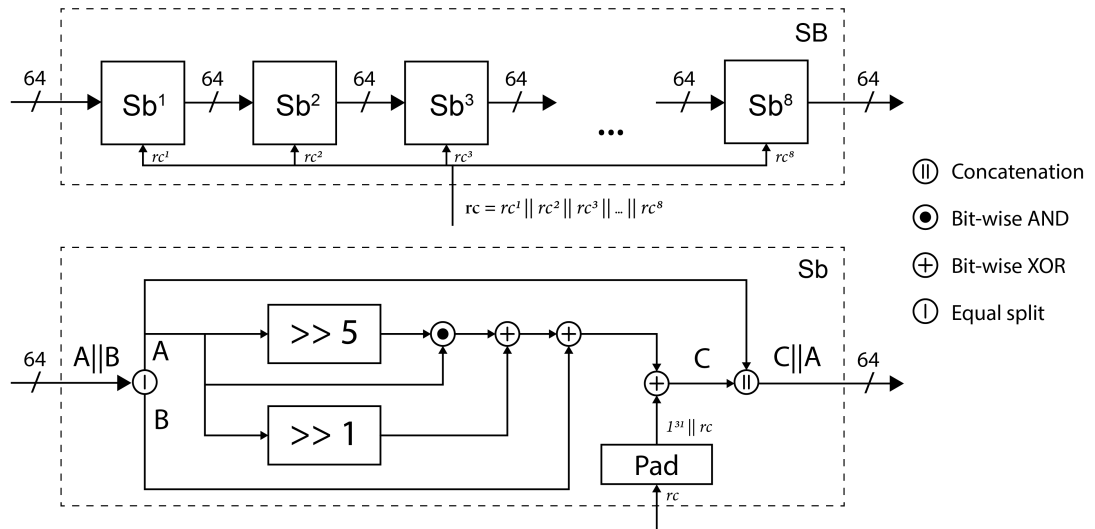 SB
64
64
64
64
64
64
Sb¹
Sb²
Sb³
...
Sb⁸
rc¹
rc²
rc³
rc⁸
rc = rc¹ || rc² || rc³ || ... || rc⁸
Concatenation
Bit-wise AND
Bit-wise XOR
Equal split
Sb
64
A||B
A
B
>> 5
>> 1
C
C||A
64
1³¹ || rc
Pad
rc